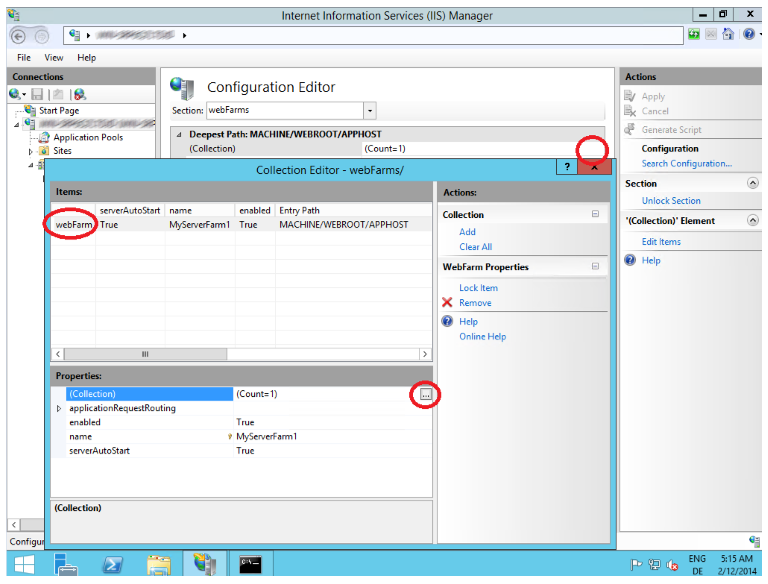 Internet Information Services (IIS) Manager
File View Help
Connections
Start Page
Application Pools
Sites
Configuration Editor
Section: webFarms
Deepest Path: MACHINE/WEBROOT/APPHOST
(Collection) (Count=1)
Actions
Apply
Cancel
Generate Script
Configuration
Search Configuration...
Section
Unlock Section
'(Collection)' Element
Edit Items
Help
Collection Editor - webFarms/
? x
Items:
serverAutoStart name enabled Entry Path
webFarm True MyServerFarm1 True MACHINE/WEBROOT/APPHOST
Properties:
(Collection) (Count=1) ...
applicationRequestRouting
enabled True
name MyServerFarm1
serverAutoStart True
(Collection)
Actions:
Collection
Add
Clear All
WebFarm Properties
Lock Item
Remove
Help
Online Help
Configur
ENG 5:15 AM
DE 2/12/2014